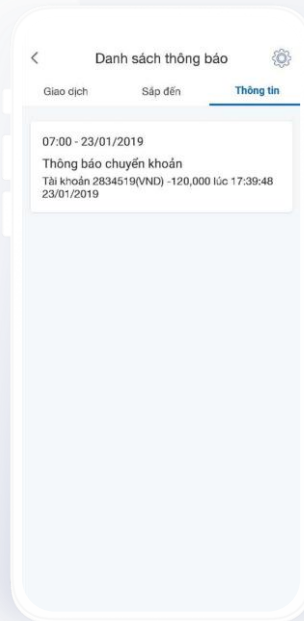 Danh sách thông báo
Giao dịch Sắp đến Thông tin
07:00 - 23/01/2019
Thông báo chuyển khoản
Tài khoản 2834519(VND) -120,000 lúc 17:39:48
23/01/2019